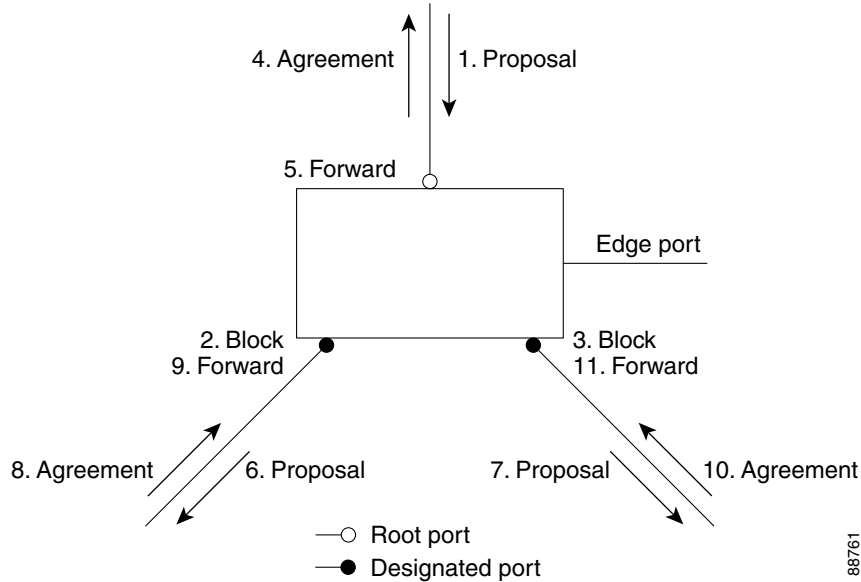 4. Agreement
1. Proposal
5. Forward
Edge port
2. Block
9. Forward
3. Block
11. Forward
8. Agreement
6. Proposal
7. Proposal
10. Agreement
Root port
Designated port
88761